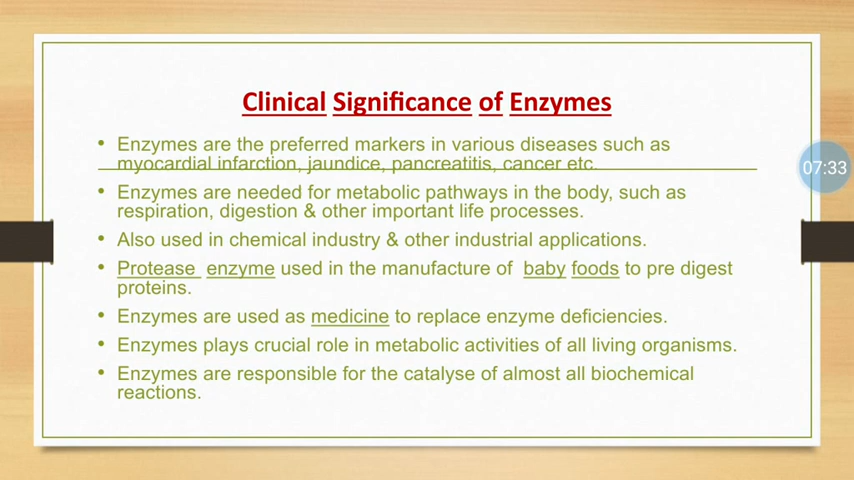 Clinical Significance of Enzymes
• Enzymes are the preferred markers in various diseases such as
myocardial infarction, jaundice, pancreatitis, cancer etc.
07:33
• Enzymes are needed for metabolic pathways in the body, such as
respiration, digestion & other important life processes.
• Also used in chemical industry & other industrial applications.
• Protease enzyme used in the manufacture of baby foods to pre digest
proteins.
• Enzymes are used as medicine to replace enzyme deficiencies.
• Enzymes plays crucial role in metabolic activities of all living organisms.
• Enzymes are responsible for the catalyse of almost all biochemical
reactions.